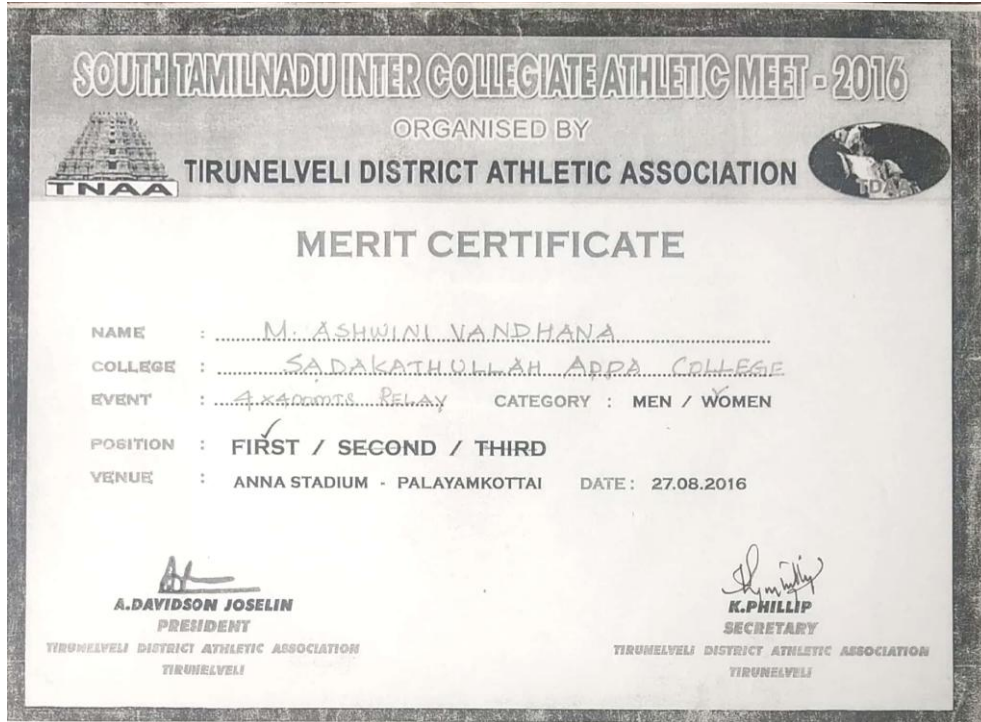 SOUTH TAMILNADU INTER COLLEGIATE ATHLETIC MEET - 2016
ORGANISED BY
TNAA TIRUNELVELI DISTRICT ATHLETIC ASSOCIATION TDAA
MERIT CERTIFICATE
NAME : M. ASHWINI VANDHANA
COLLEGE : SADAKATHULLAH APPA COLLEGE
EVENT : 4x400mts RELAY CATEGORY : MEN / WOMEN
POSITION : FIRST / SECOND / THIRD
VENUE : ANNA STADIUM - PALAYAMKOTTAI DATE : 27.08.2016
A.DAVIDSON JOSELIN
PRESIDENT
TIRUNELVELI DISTRICT ATHLETIC ASSOCIATION
TIRUNELVELI
K.PHILLIP
SECRETARY
TIRUNELVELI DISTRICT ATHLETIC ASSOCIATION
TIRUNELVELI